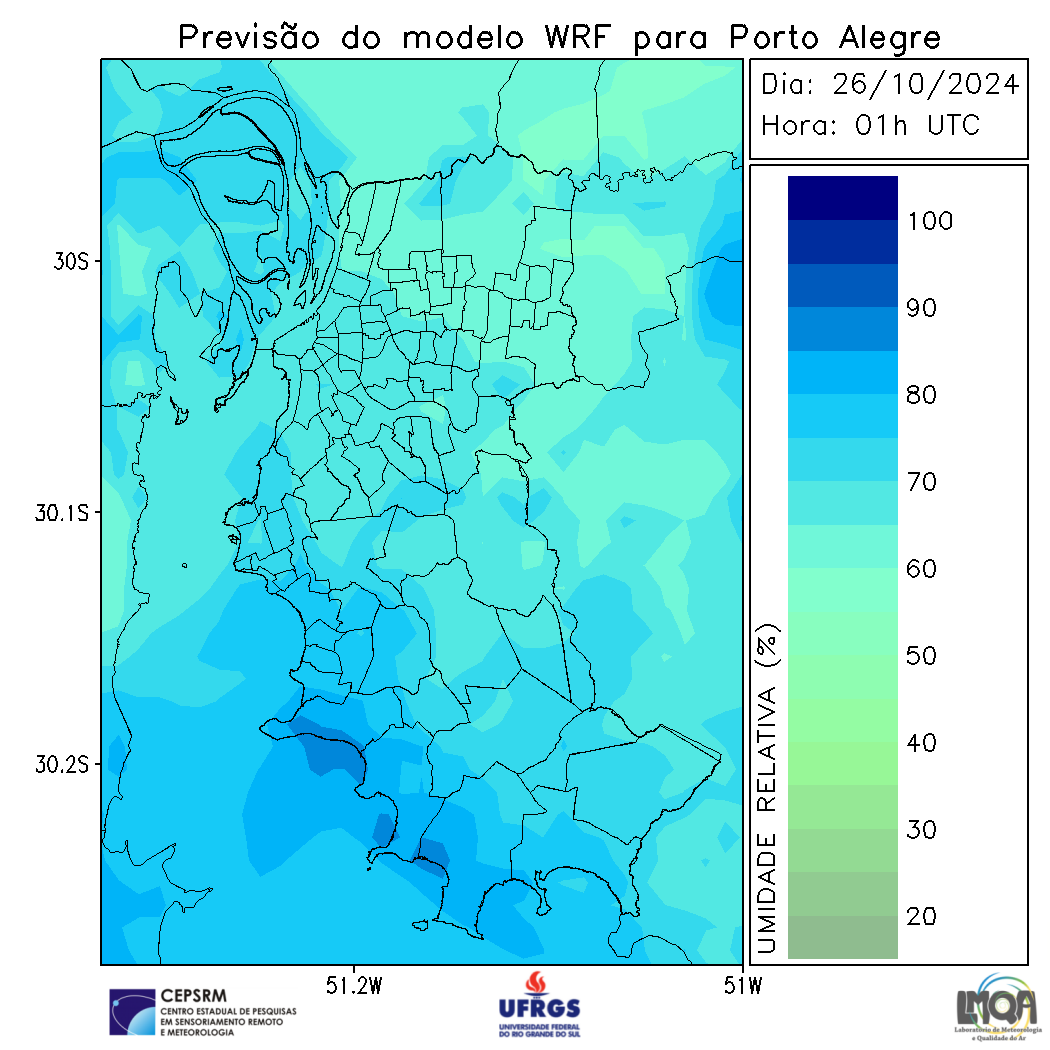 Previsão do modelo WRF para Porto Alegre
Dia: 26/10/2024
Hora: 01h UTC
100
90
80
70
60
50
40
30
20
UMIDADE RELATIVA (%)
30S
30.1S
30.2S
51.2W
51W
CEPSRM
CENTRO ESTADUAL DE PESQUISAS
EM SENSORIAMENTO REMOTO
E METEOROLOGIA
UFRGS
UNIVERSIDADE FEDERAL
DO RIO GRANDE DO SUL
LMQA
Laboratório de Meteorologia
e Qualidade do Ar